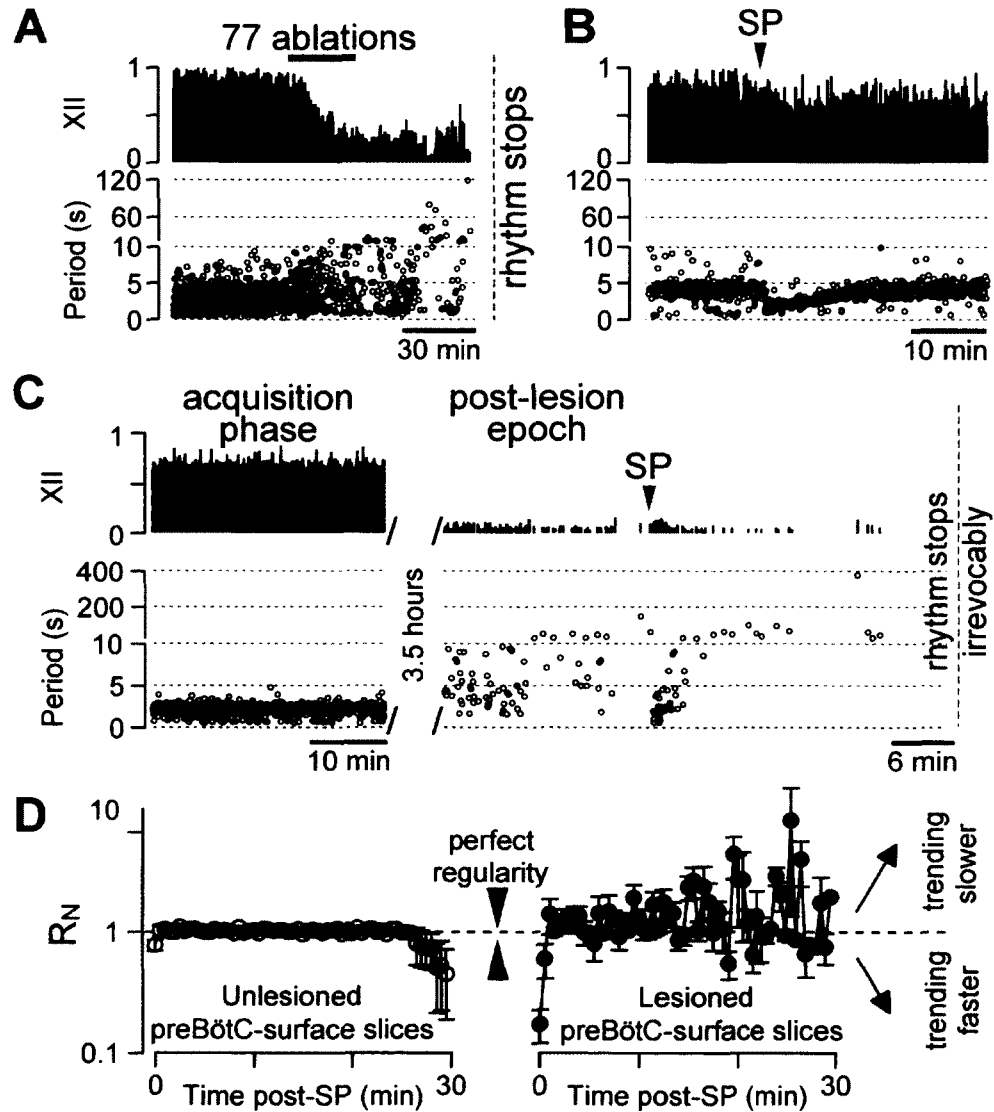 A
77 ablations
XII
1
0
Period (s)
120
60
10
5
0
30 min
rhythm stops
B
SP
1
0
120
60
10
5
0
10 min
C
acquisition
phase
post-lesion
epoch
XII
1
0
SP
Period (s)
400
200
10
5
0
3.5 hours
10 min
6 min
rhythm stops
irrevocably
D
RN
10
1
0.1
perfect
regularity
Unlesioned
preBötC-surface slices
Lesioned
preBötC-surface slices
trending
slower
trending
faster
0
Time post-SP (min)
30
0
Time post-SP (min)
30